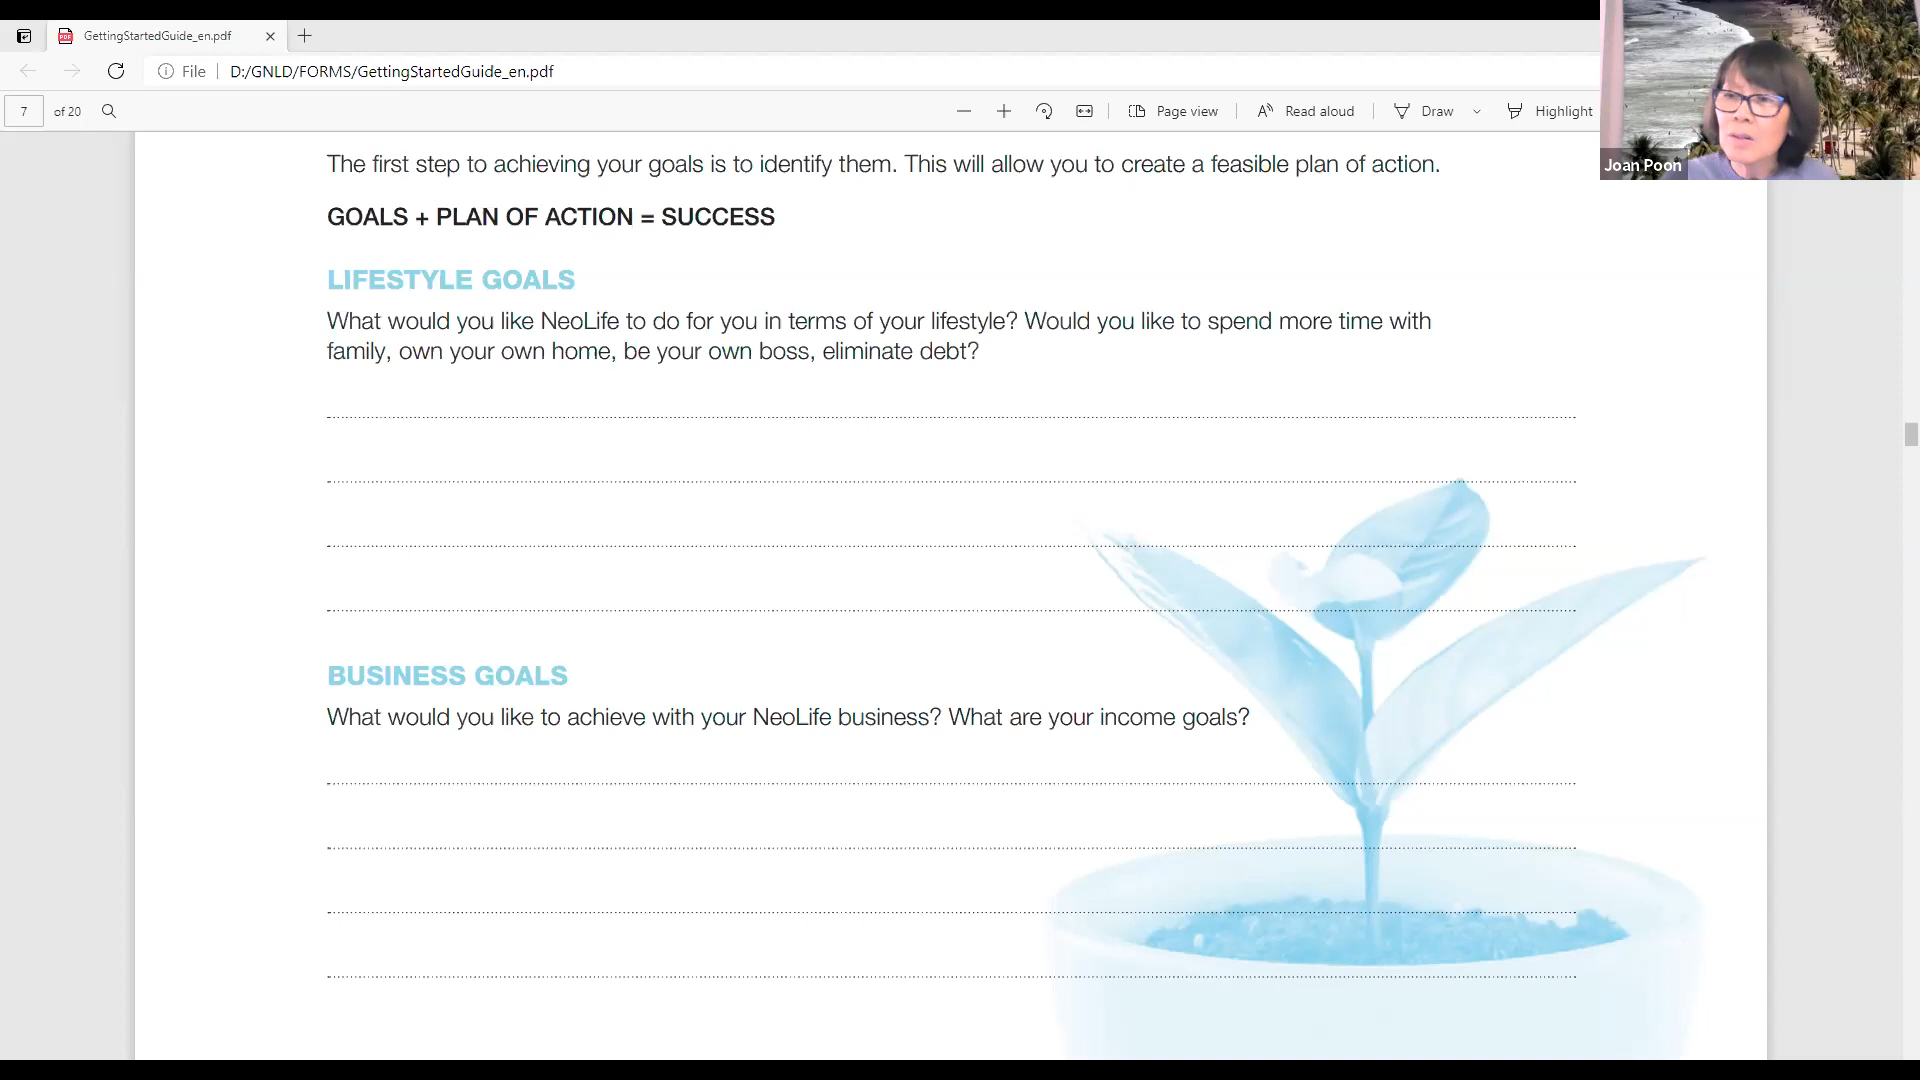 GettingStartedGuide_en.pdf
File
D:/GNLD/FORMS/GettingStartedGuide_en.pdf
7 of 20
Page view
Read aloud
Draw
Highlight
Joan Poon
The first step to achieving your goals is to identify them. This will allow you to create a feasible plan of action.
GOALS + PLAN OF ACTION = SUCCESS
LIFESTYLE GOALS
What would you like NeoLife to do for you in terms of your lifestyle? Would you like to spend more time with
family, own your own home, be your own boss, eliminate debt?
BUSINESS GOALS
What would you like to achieve with your NeoLife business? What are your income goals?